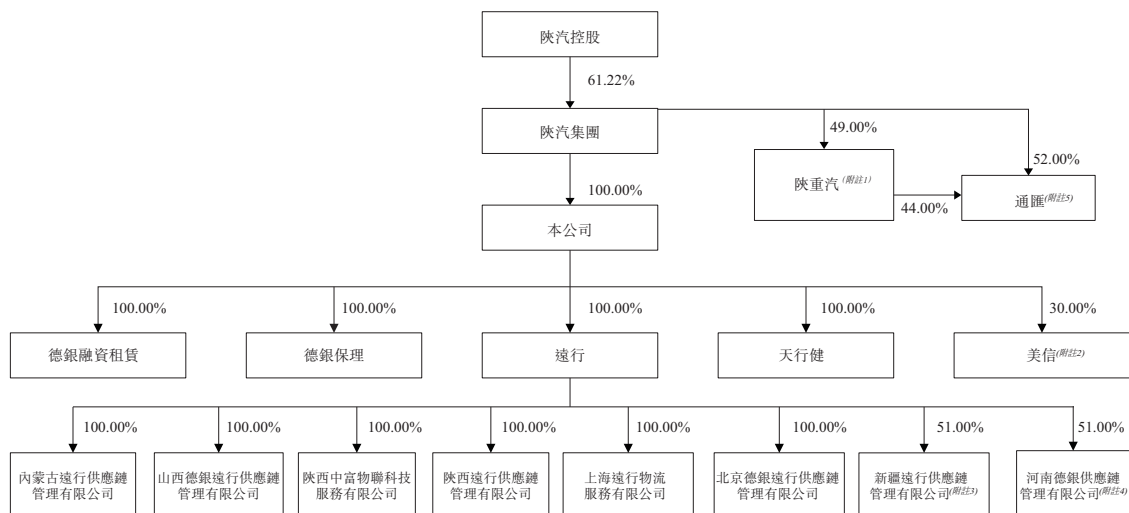 陝汽控股
61.22%
陝汽集團
49.00%
52.00%
陝重汽(附註1)
44.00%
通匯(附註5)
100.00%
本公司
100.00%
100.00%
100.00%
100.00%
30.00%
德銀融資租賃
德銀保理
遠行
天行健
美信(附註2)
100.00%
100.00%
100.00%
100.00%
100.00%
100.00%
51.00%
51.00%
內蒙古遠行供應鏈
管理有限公司
山西德銀遠行供應鏈
管理有限公司
陝西中富物聯科技
服務有限公司
陝西遠行供應鏈
管理有限公司
上海遠行物流
服務有限公司
北京德銀遠行供應鏈
管理有限公司
新疆遠行供應鏈
管理有限公司(附註3)
河南德銀供應鏈
管理有限公司(附註4)